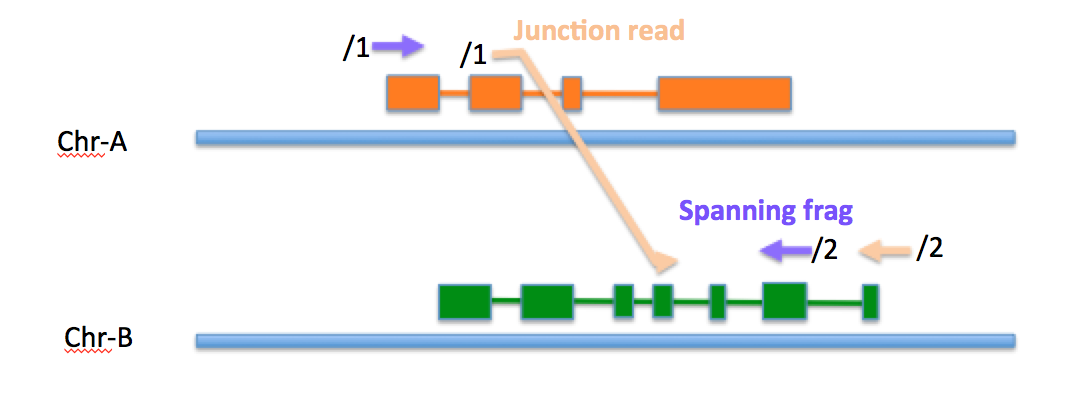 Junction read
/1
/1
Chr-A
Spanning frag
/2
/2
Chr-B